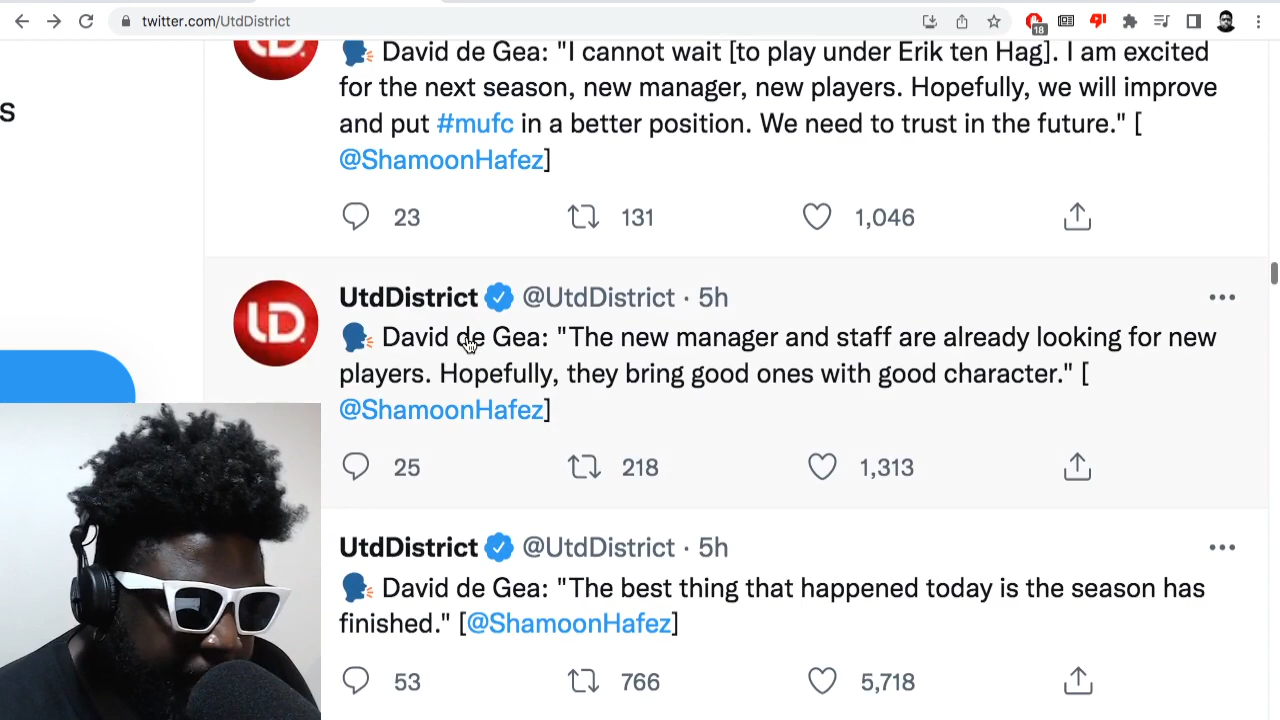 twitter.com/UtdDistrict
18
s
David de Gea: "I cannot wait [to play under Erik ten Hag]. I am excited
for the next season, new manager, new players. Hopefully, we will improve
and put #mufc in a better position. We need to trust in the future." [
@ShamoonHafez]
23 131 1,046
UtdDistrict @UtdDistrict · 5h
David de Gea: "The new manager and staff are already looking for new
players. Hopefully, they bring good ones with good character." [
@ShamoonHafez]
25 218 1,313
UtdDistrict @UtdDistrict · 5h
David de Gea: "The best thing that happened today is the season has
finished." [@ShamoonHafez]
53 766 5,718